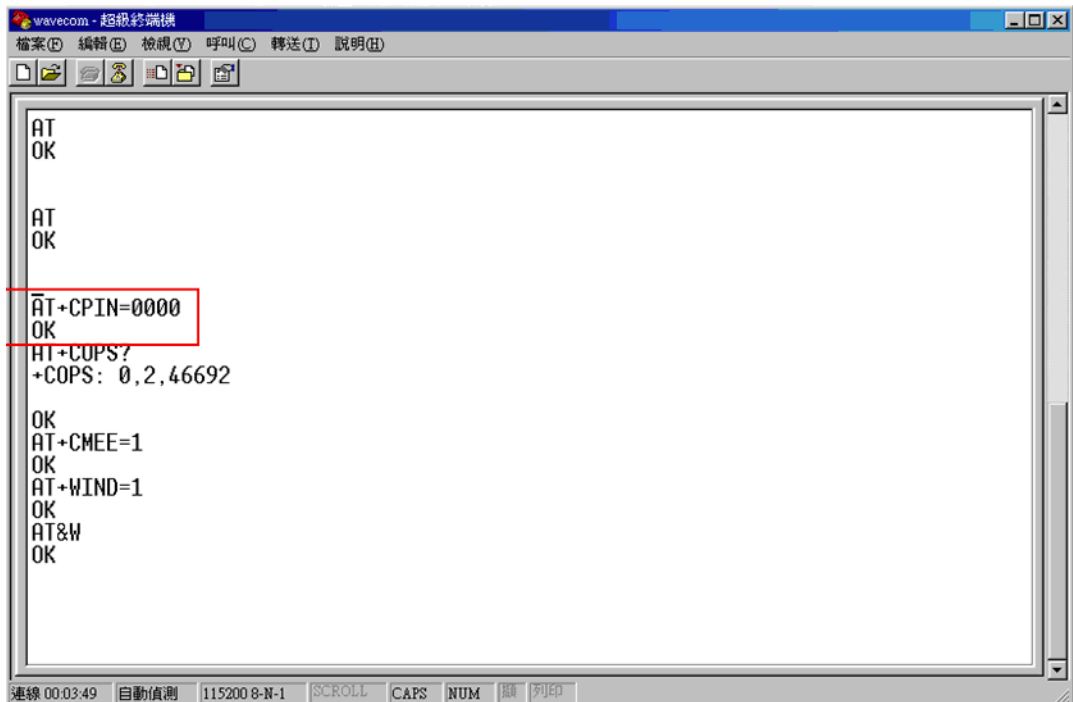 wavecom - 超級終端機
檔案(F) 編輯(E) 檢視(V) 呼叫(C) 轉送(T) 說明(H)
AT
OK
AT
OK
AT+CPIN=0000
OK
AT+COPS?
+COPS: 0,2,46692
OK
AT+CMEE=1
OK
AT+WIND=1
OK
AT&W
OK
連線 00:03:49 自動偵測 115200 8-N-1 SCROLL CAPS NUM 擷 列印